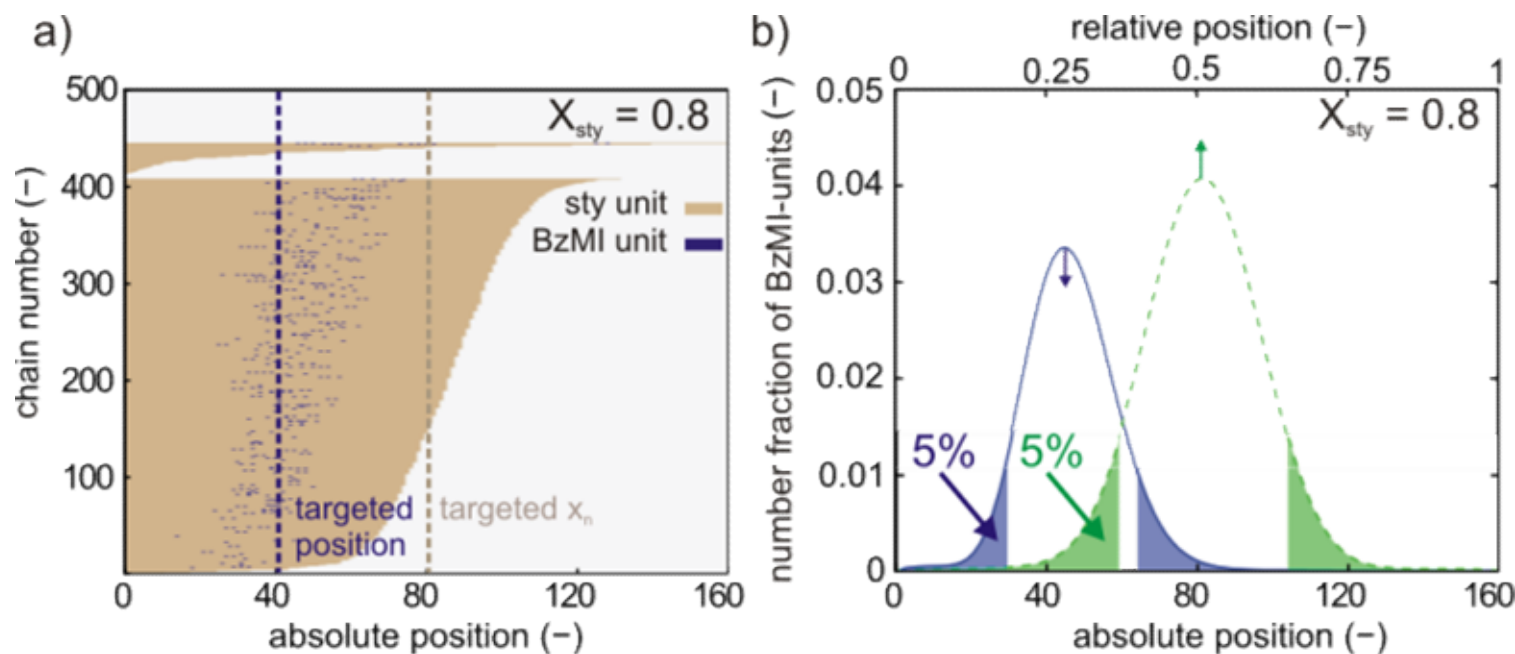 a)
500
400
300
200
100
chain number (−)
X_sty = 0.8
sty unit
BzMI unit
targeted
position
targeted x_n
0
40
80
120
160
absolute position (−)
b)
relative position (−)
0
0.25
0.5
0.75
1
0.05
0.04
0.03
0.02
0.01
0
number fraction of BzMI-units (−)
X_sty = 0.8
5%
5%
0
40
80
120
160
absolute position (−)